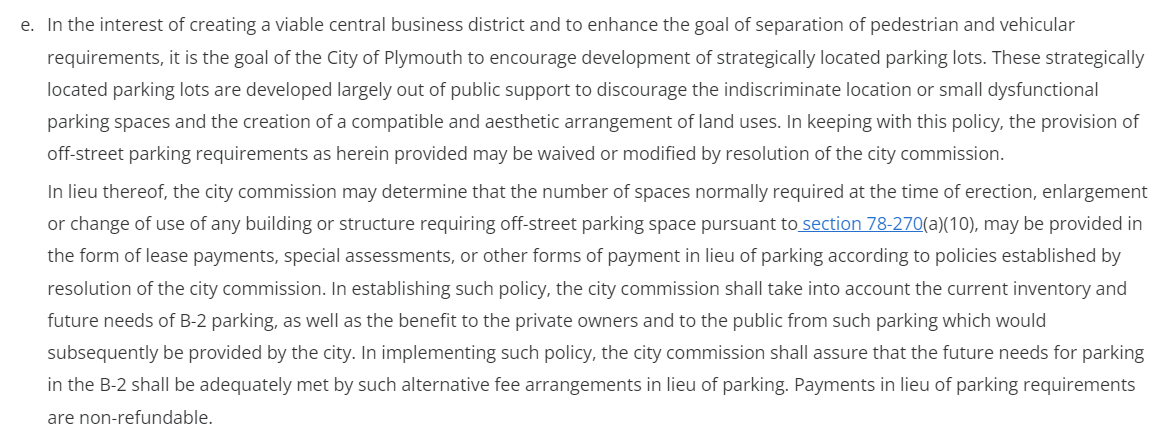 e. In the interest of creating a viable central business district and to enhance the goal of separation of pedestrian and vehicular
requirements, it is the goal of the City of Plymouth to encourage development of strategically located parking lots. These strategically
located parking lots are developed largely out of public support to discourage the indiscriminate location or small dysfunctional
parking spaces and the creation of a compatible and aesthetic arrangement of land uses. In keeping with this policy, the provision of
off-street parking requirements as herein provided may be waived or modified by resolution of the city commission.
In lieu thereof, the city commission may determine that the number of spaces normally required at the time of erection, enlargement
or change of use of any building or structure requiring off-street parking space pursuant to section 78-270(a)(10), may be provided in
the form of lease payments, special assessments, or other forms of payment in lieu of parking according to policies established by
resolution of the city commission. In establishing such policy, the city commission shall take into account the current inventory and
future needs of B-2 parking, as well as the benefit to the private owners and to the public from such parking which would
subsequently be provided by the city. In implementing such policy, the city commission shall assure that the future needs for parking
in the B-2 shall be adequately met by such alternative fee arrangements in lieu of parking. Payments in lieu of parking requirements
are non-refundable.